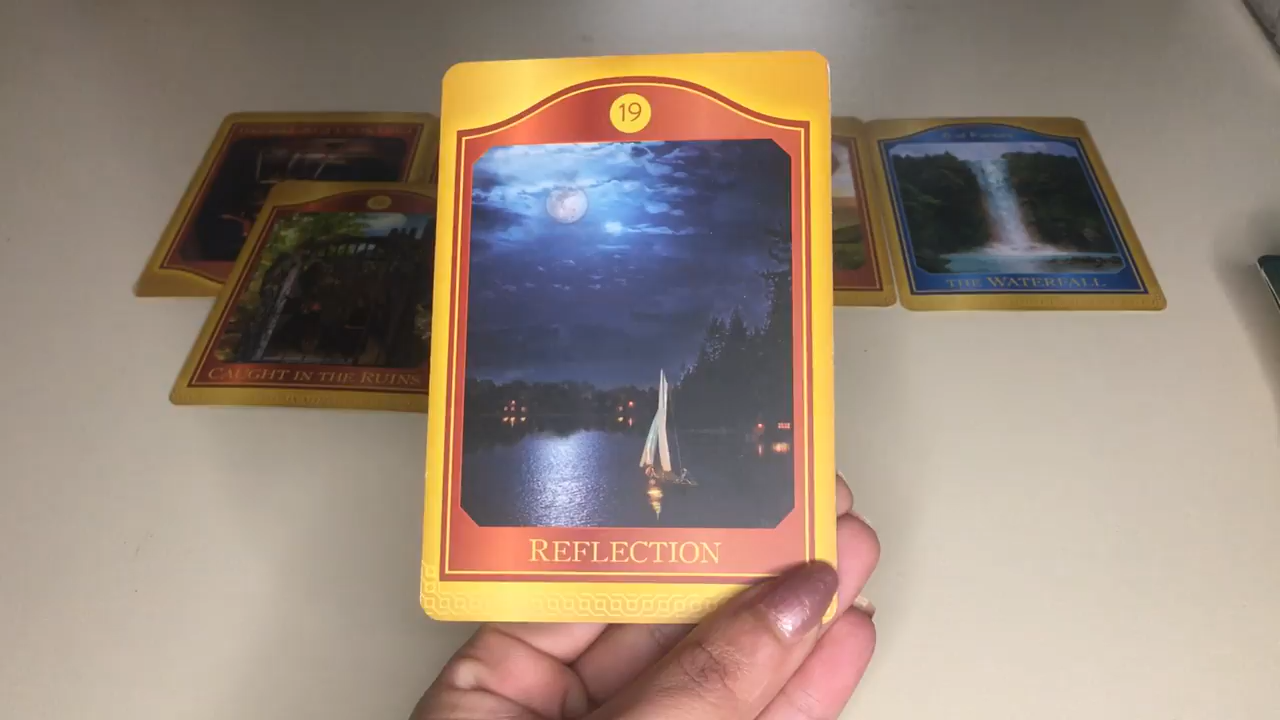 19
REFLECTION
CAUGHT IN THE RUINS
THE WATERFALL